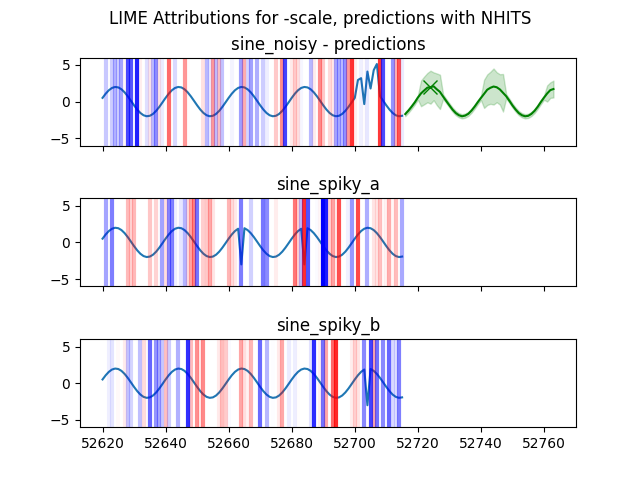 LIME Attributions for -scale, predictions with NHITS
sine_noisy - predictions
5
0
−5
sine_spiky_a
5
0
−5
sine_spiky_b
5
0
−5
52620 52640 52660 52680 52700 52720 52740 52760